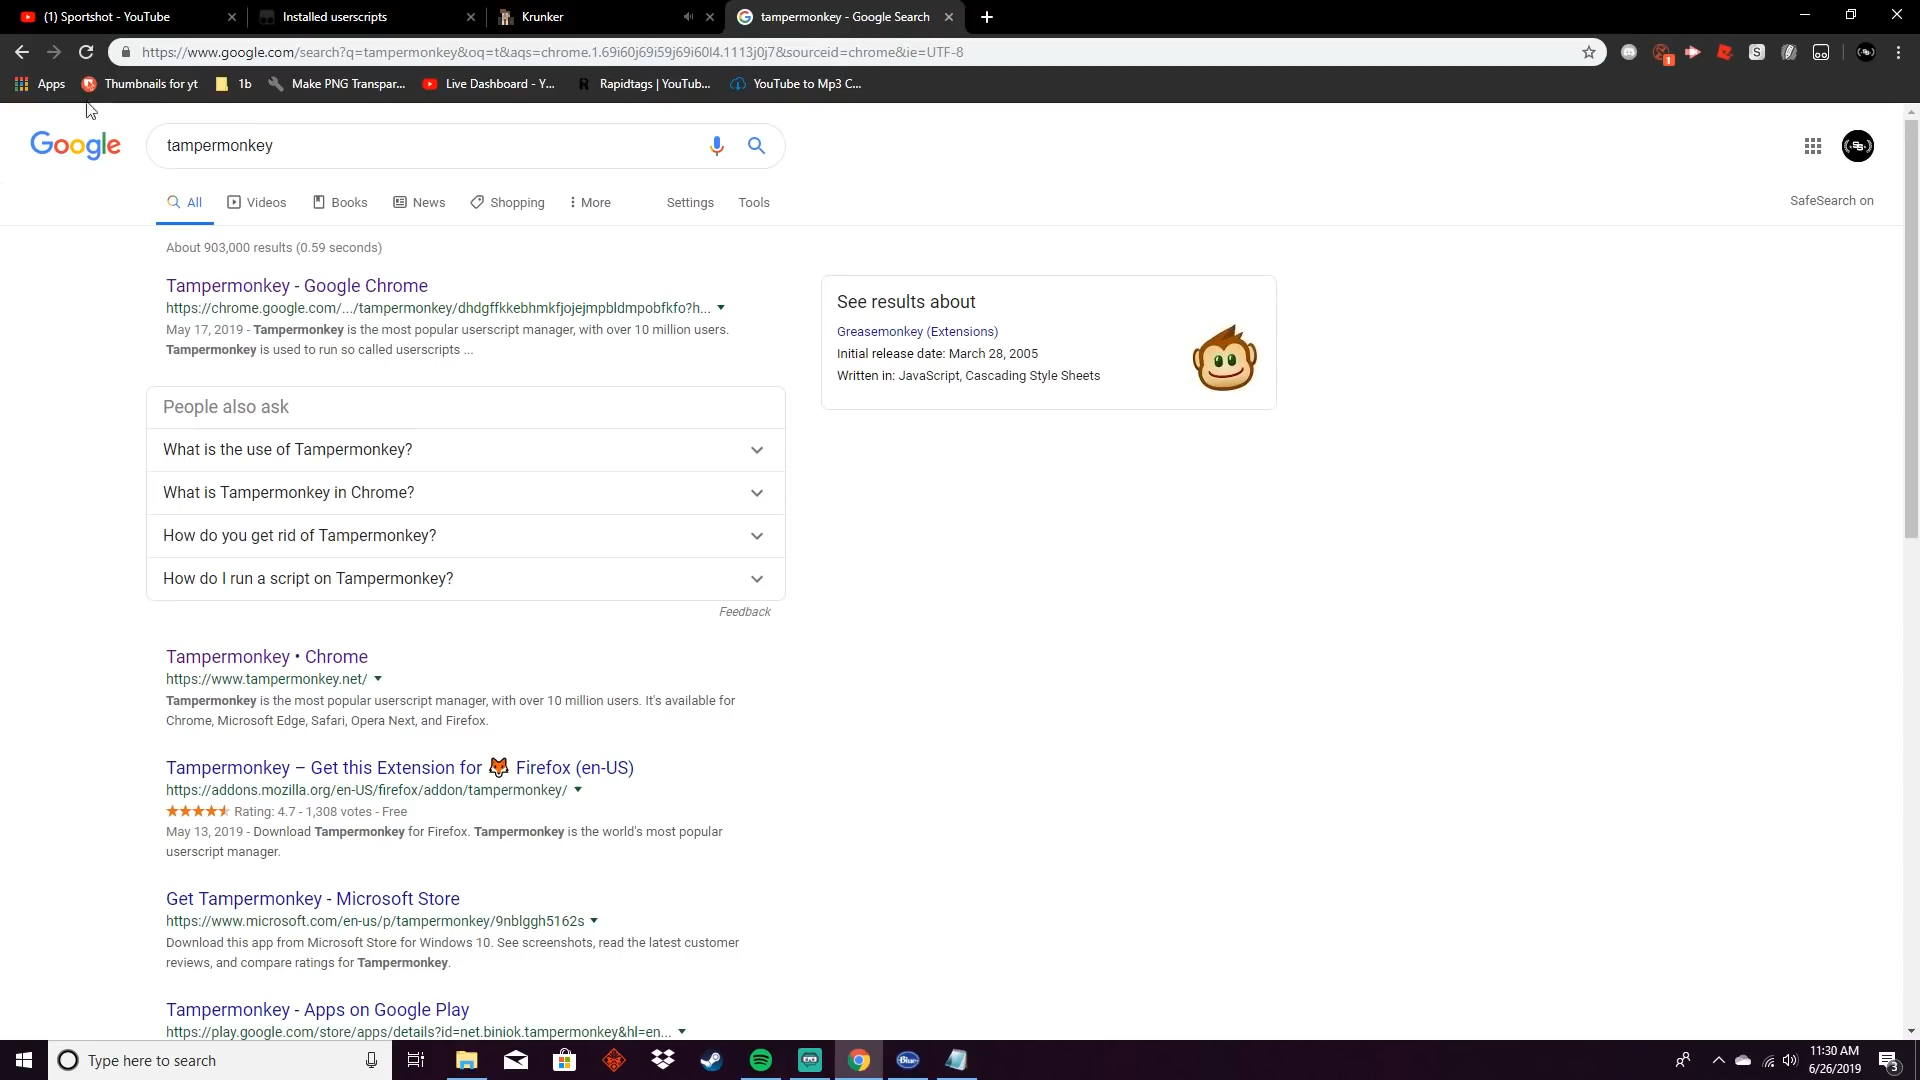 (1) Sportshot - YouTube
Installed userscripts
Krunker
tampermonkey - Google Search
https://www.google.com/search?q=tampermonkey&oq=t&aqs=chrome.1.69i60j69i59j69i60l4.1113j0j7&sourceid=chrome&ie=UTF-8
1
S
Apps
Thumbnails for yt
1b
Make PNG Transpar...
Live Dashboard - Y...
R
Rapidtags | YouTub...
YouTube to Mp3 C...
Google
tampermonkey
All
Videos
Books
News
Shopping
More
Settings
Tools
SafeSearch on
About 903,000 results (0.59 seconds)
Tampermonkey - Google Chrome
https://chrome.google.com/.../tampermonkey/dhdgffkkebhmkfjojejmpbldmpobfkfo?h...
May 17, 2019 - Tampermonkey is the most popular userscript manager, with over 10 million users.
Tampermonkey is used to run so called userscripts ...
See results about
Greasemonkey (Extensions)
Initial release date: March 28, 2005
Written in: JavaScript, Cascading Style Sheets
People also ask
What is the use of Tampermonkey?
What is Tampermonkey in Chrome?
How do you get rid of Tampermonkey?
How do I run a script on Tampermonkey?
Feedback
Tampermonkey • Chrome
https://www.tampermonkey.net/
Tampermonkey is the most popular userscript manager, with over 10 million users. It's available for
Chrome, Microsoft Edge, Safari, Opera Next, and Firefox.
Tampermonkey – Get this Extension for 🦊 Firefox (en-US)
https://addons.mozilla.org/en-US/firefox/addon/tampermonkey/
Rating: 4.7 - 1,308 votes - Free
May 13, 2019 - Download Tampermonkey for Firefox. Tampermonkey is the world's most popular
userscript manager.
Get Tampermonkey - Microsoft Store
https://www.microsoft.com/en-us/p/tampermonkey/9nblggh5162s
Download this app from Microsoft Store for Windows 10. See screenshots, read the latest customer
reviews, and compare ratings for Tampermonkey.
Tampermonkey - Apps on Google Play
https://play.google.com/store/apps/details?id=net.biniok.tampermonkey&hl=en...
Type here to search
Blue
11:30 AM
6/26/2019
3